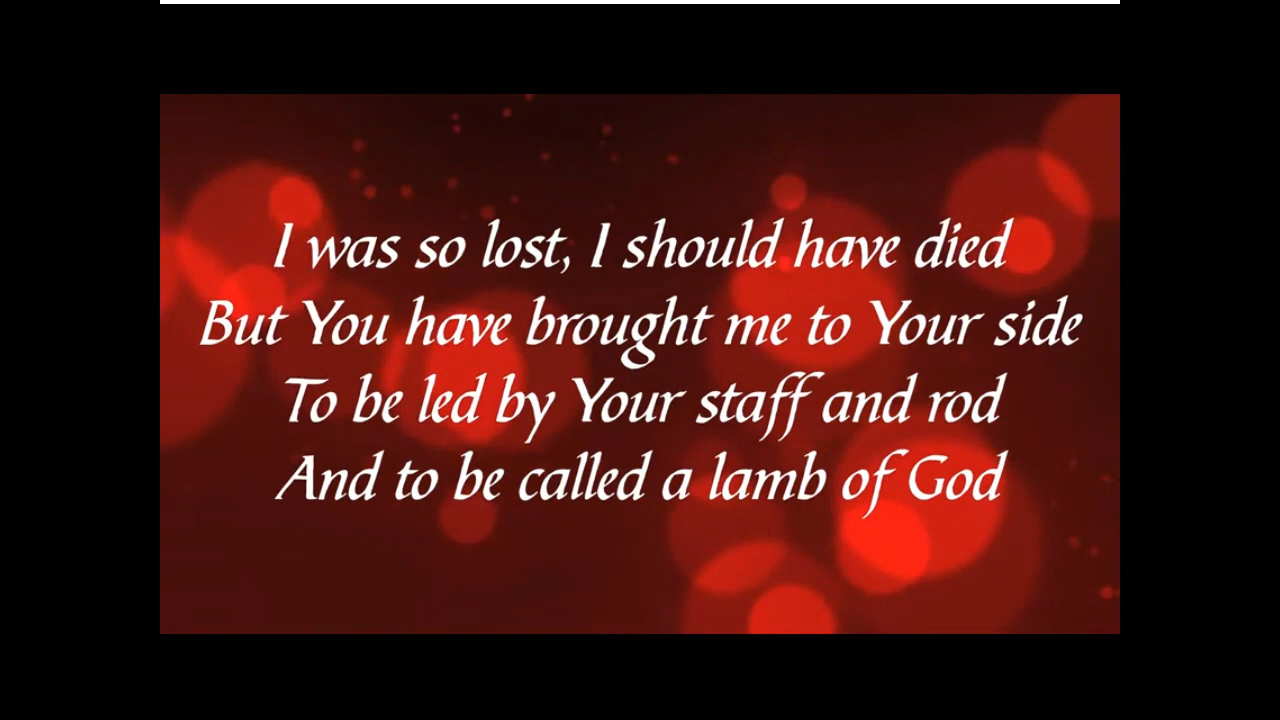 I was so lost, I should have died
But You have brought me to Your side
To be led by Your staff and rod
And to be called a lamb of God